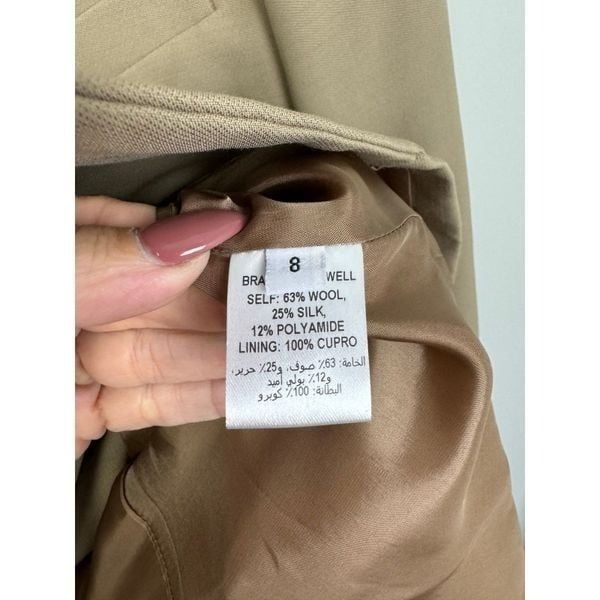 8
BRA WELL
SELF: 63% WOOL,
25% SILK,
12% POLYAMIDE
LINING: 100% CUPRO
الخامة: 63٪ صوف، و25٪ حرير،
و12٪ بولي أميد
البطانة: 100٪ كوبرو